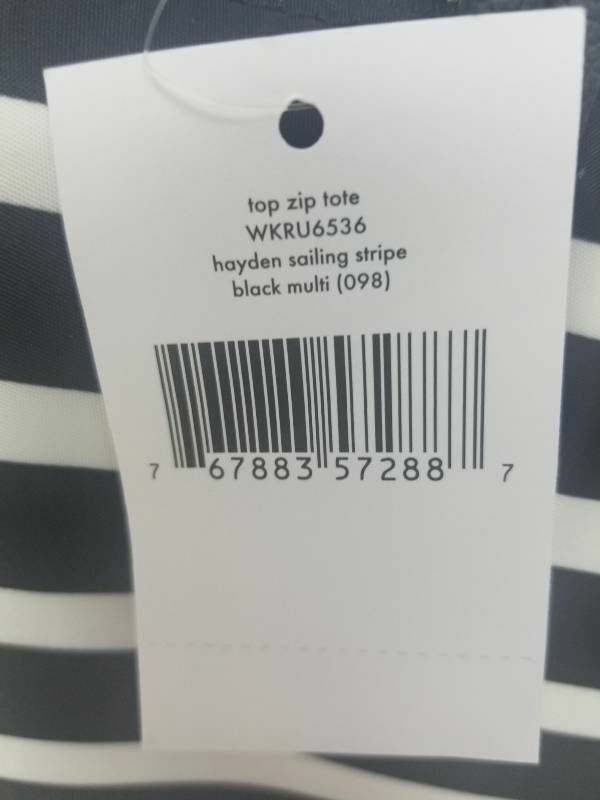 top zip tote
WKRU6536
hayden sailing stripe
black multi (098)
7 67883 57288 7